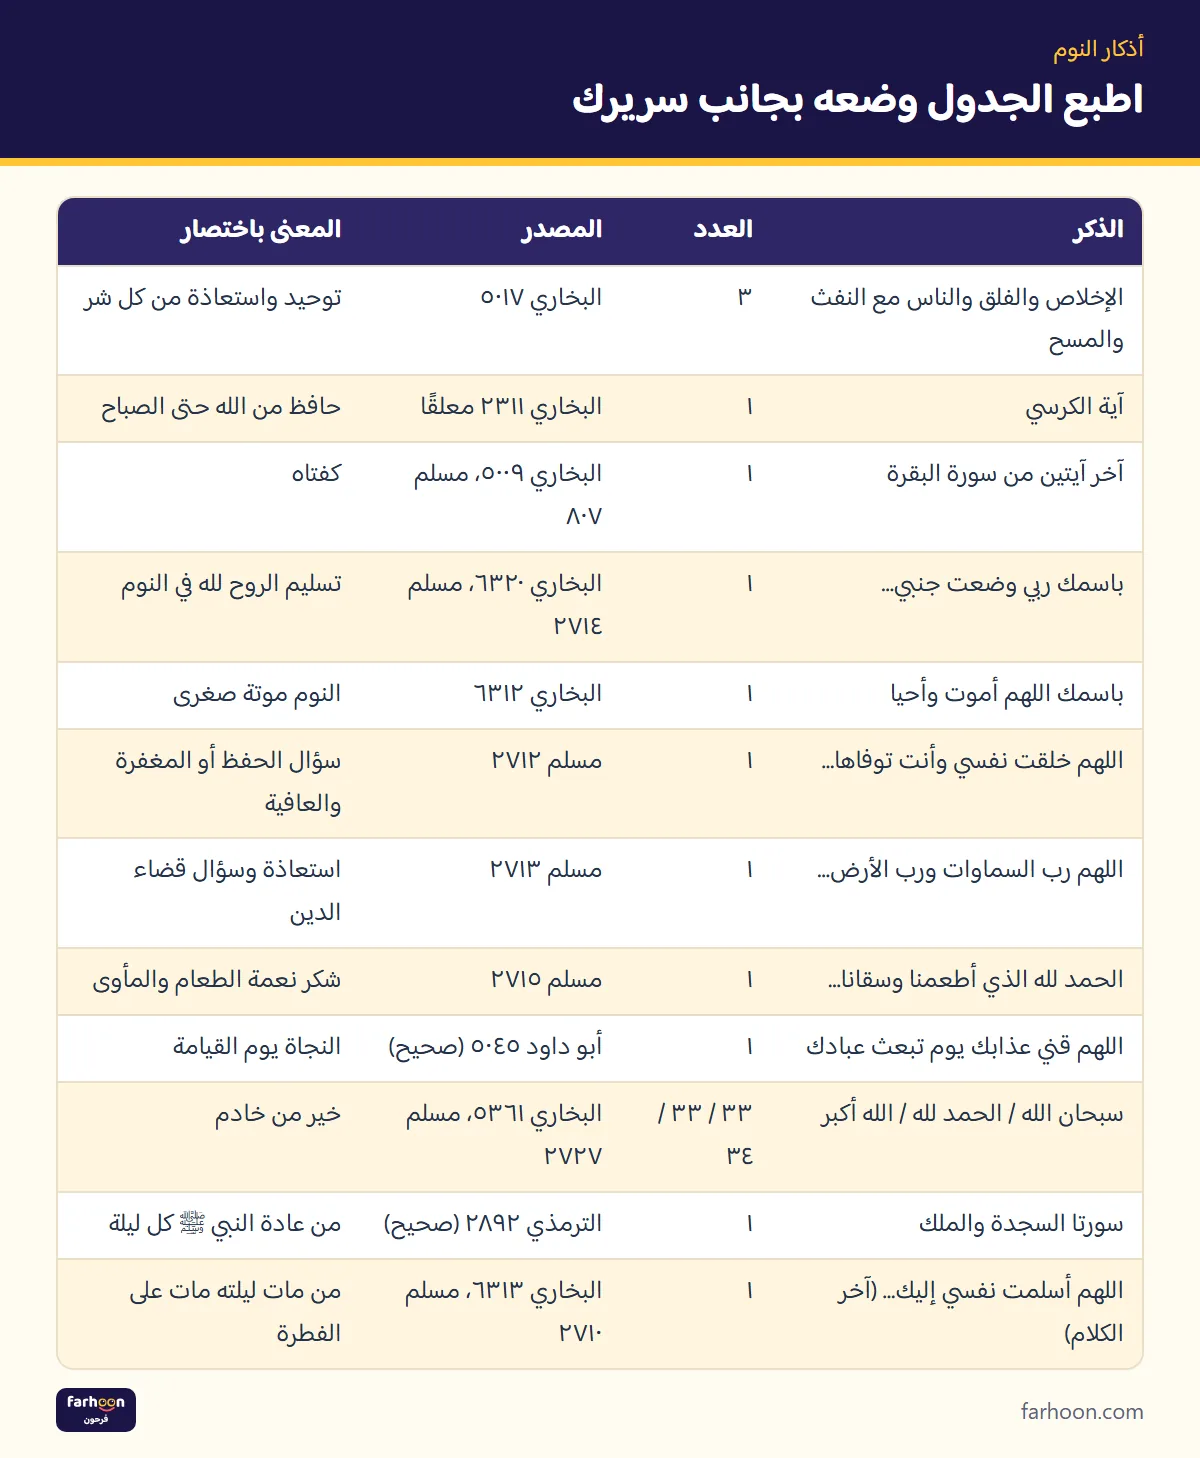 أذكار النوم
اطبع الجدول وضعه بجانب سريرك
الذكر العدد المصدر المعنى باختصار
الإخلاص والفلق والناس مع النفث ٣ البخاري ٥٠١٧ توحيد واستعاذة من كل شر
والمسح
آية الكرسي ١ البخاري ٢٣١١ معلقًا حافظ من الله حتى الصباح
آخر آيتين من سورة البقرة ١ البخاري ٥٠٠٩، مسلم كفتاه
٨٠٧
باسمك ربي وضعت جنبي... ١ البخاري ٦٣٢٠، مسلم تسليم الروح لله في النوم
٢٧١٤
باسمك اللهم أموت وأحيا ١ البخاري ٦٣١٢ النوم موتة صغرى
اللهم خلقت نفسي وأنت توفاها... ١ مسلم ٢٧١٢ سؤال الحفظ أو المغفرة
والعافية
اللهم رب السماوات ورب الأرض... ١ مسلم ٢٧١٣ استعاذة وسؤال قضاء
الدين
الحمد لله الذي أطعمنا وسقانا... ١ مسلم ٢٧١٥ شكر نعمة الطعام والمأوى
اللهم قني عذابك يوم تبعث عبادك ١ أبو داود ٥٠٤٥ (صحيح) النجاة يوم القيامة
سبحان الله / الحمد لله / الله أكبر ٣٣ / ٣٣ / البخاري ٥٣٦١، مسلم خير من خادم
٣٤ ٢٧٢٧
سورتا السجدة والملك ١ الترمذي ٢٨٩٢ (صحيح) من عادة النبي ﷺ كل ليلة
اللهم أسلمت نفسي إليك... (آخر ١ البخاري ٦٣١٣، مسلم من مات ليلته مات على
الكلام) ٢٧١٠ الفطرة
farhoon.com
farhoon
فرحون